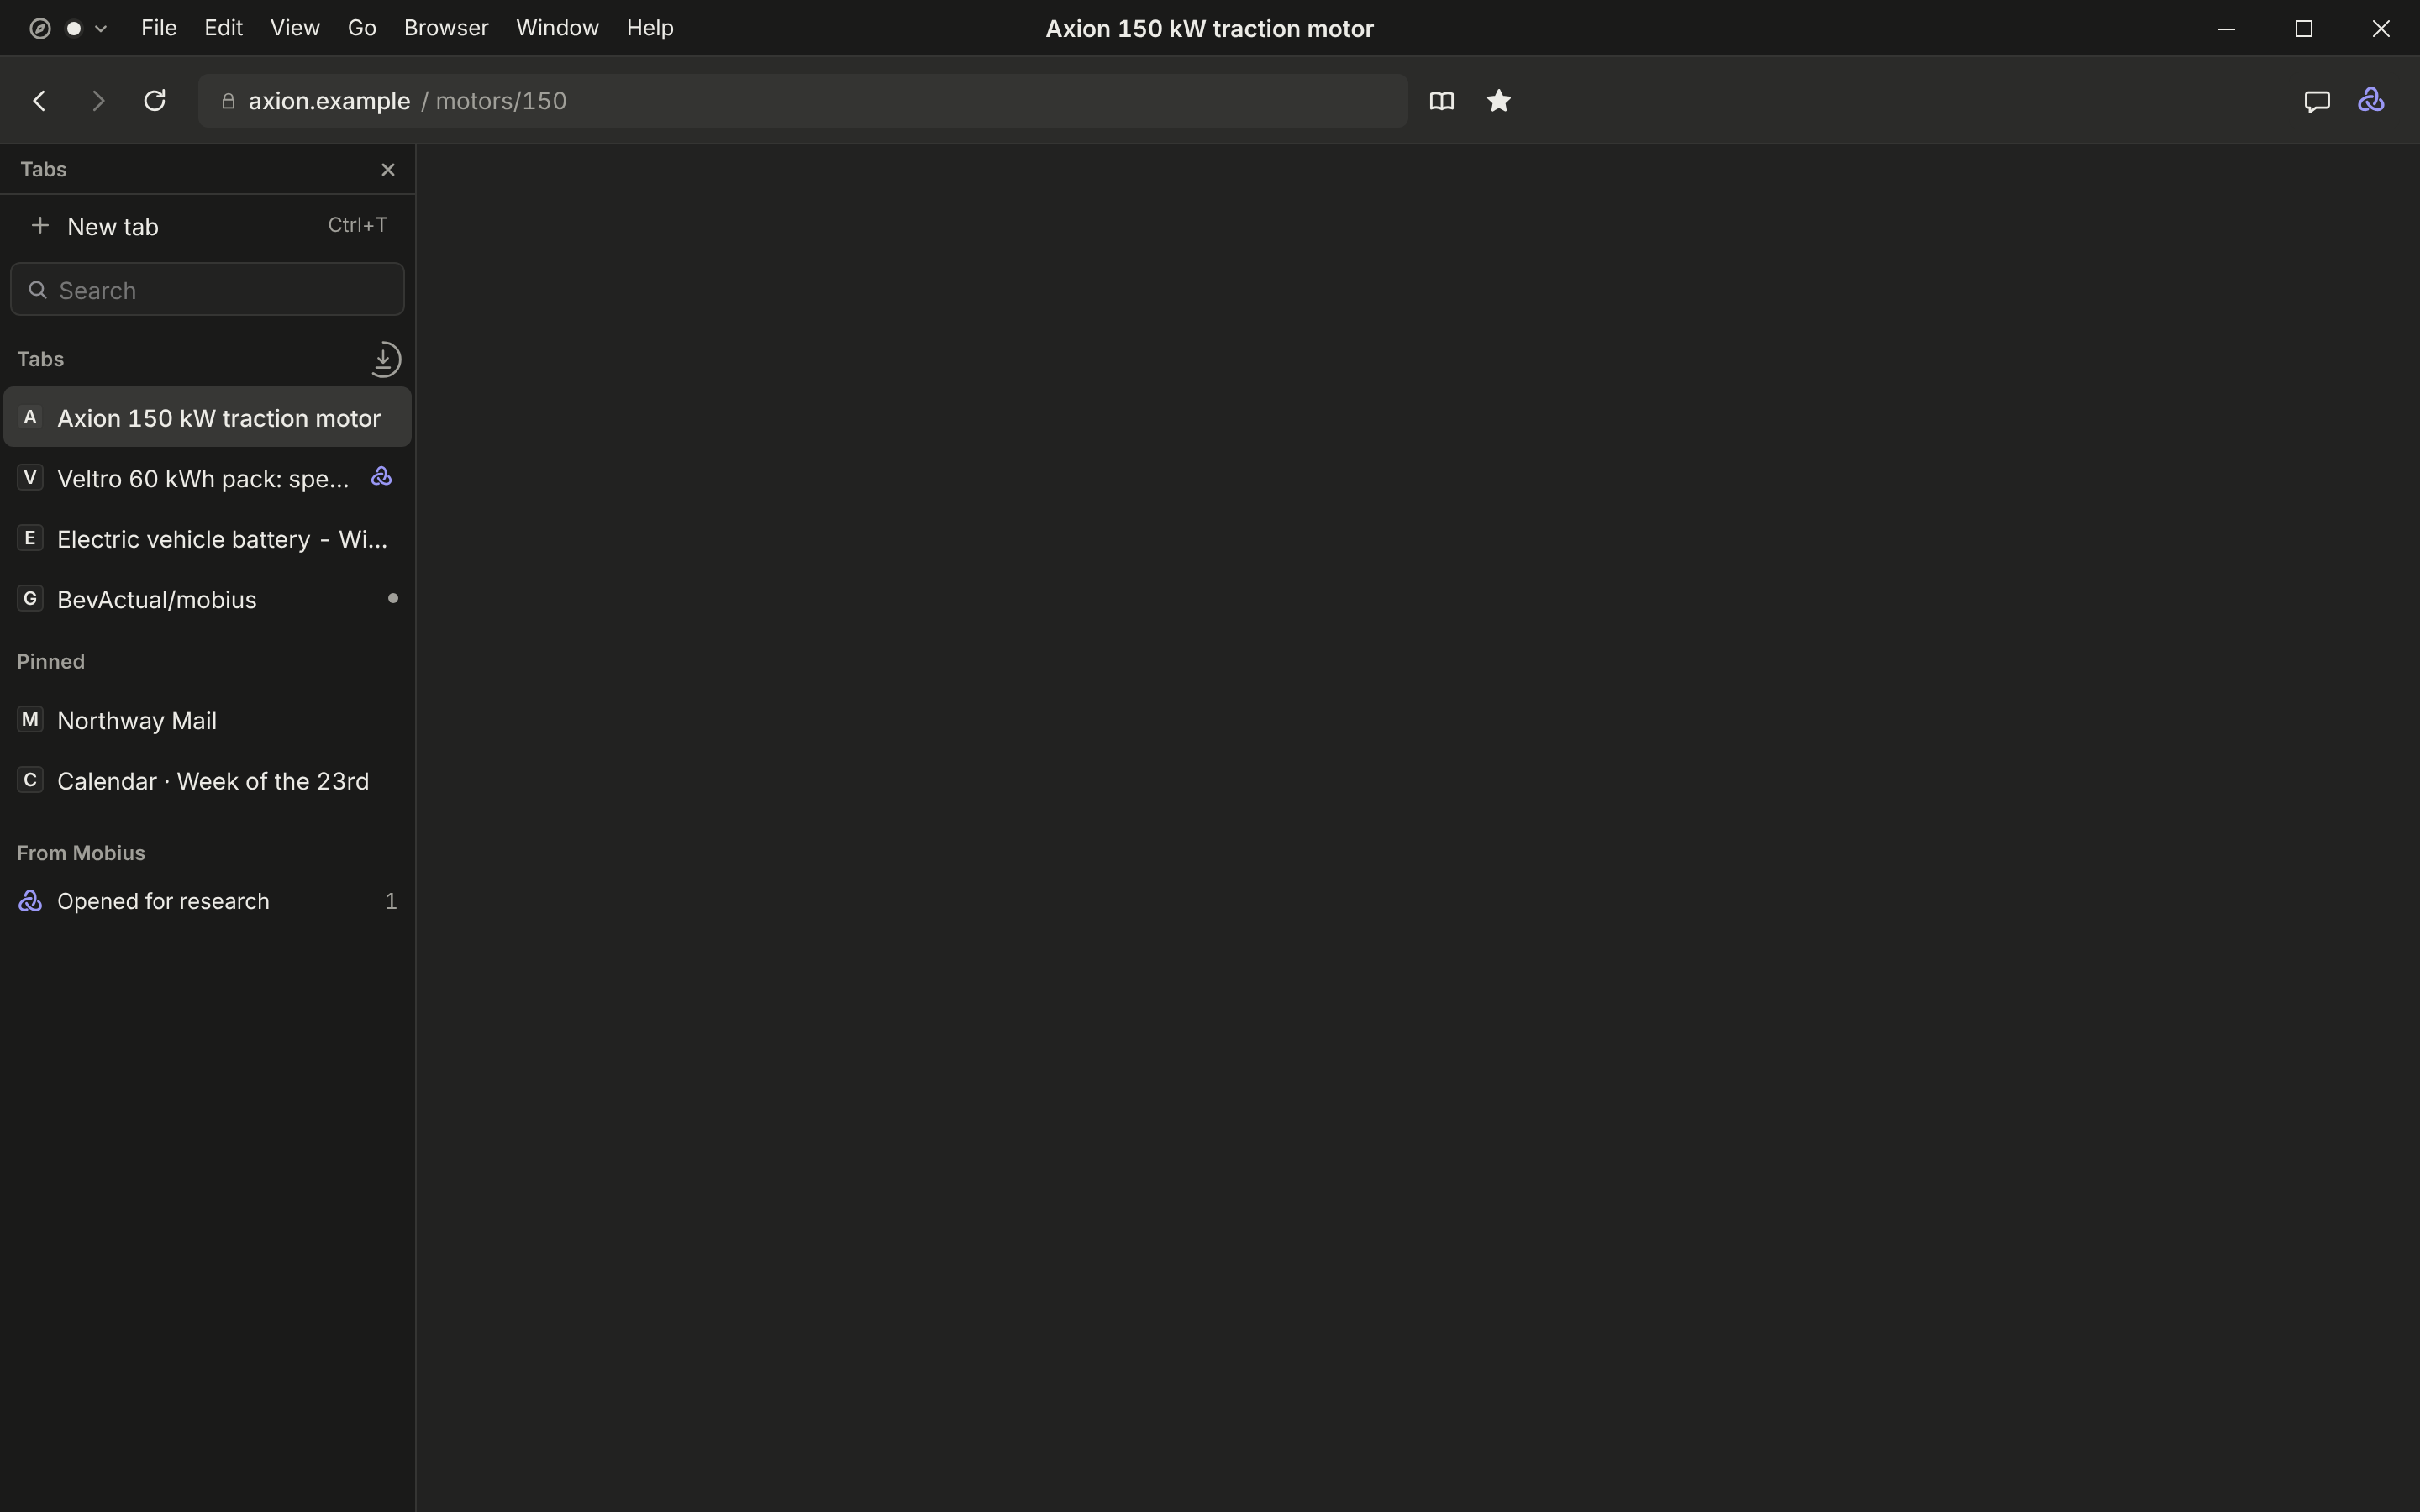 File Edit View Go Browser Window Help
Axion 150 kW traction motor
axion.example / motors/150
Tabs
New tab Ctrl+T
Search
Tabs
A Axion 150 kW traction motor
V Veltro 60 kWh pack: spe...
E Electric vehicle battery - Wi...
G BevActual/mobius
Pinned
M Northway Mail
C Calendar · Week of the 23rd
From Mobius
Opened for research 1